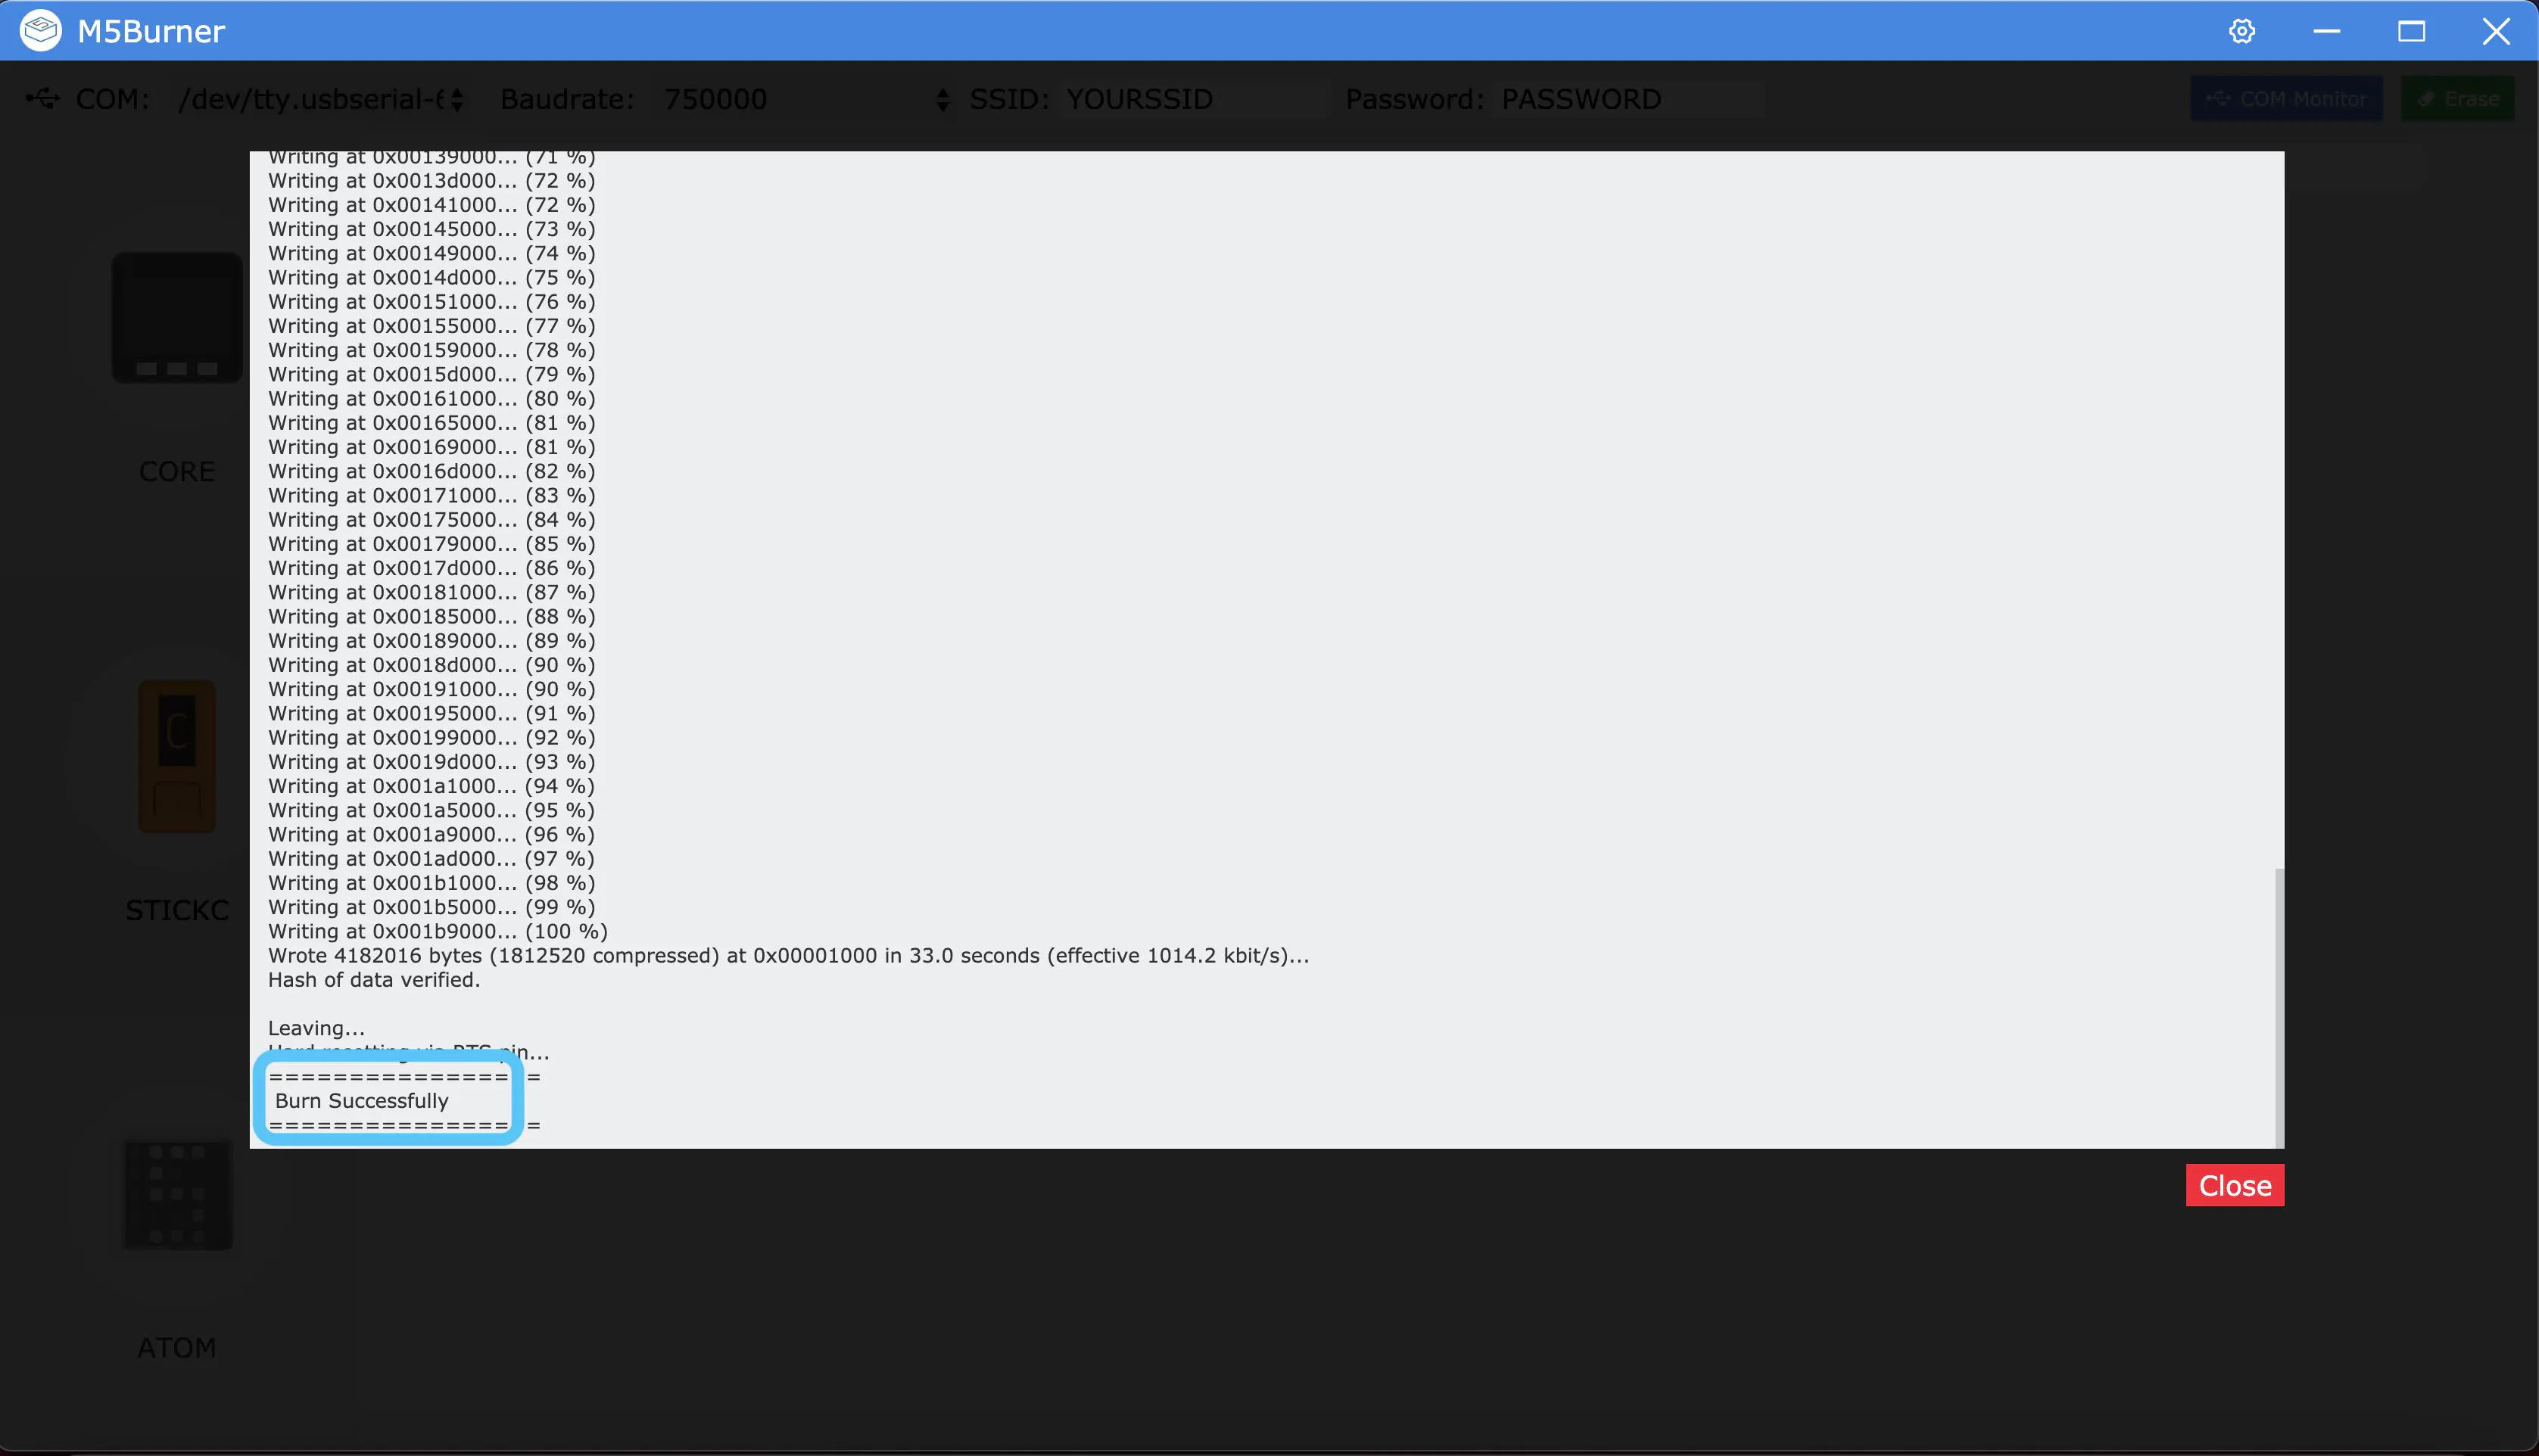 M5Burner
COM: /dev/tty.usbserial-6 Baudrate: 750000 SSID: YOURSSID Password: PASSWORD COM Monitor Erase
Writing at 0x00139000... (71 %)
Writing at 0x0013d000... (72 %)
Writing at 0x00141000... (72 %)
Writing at 0x00145000... (73 %)
Writing at 0x00149000... (74 %)
Writing at 0x0014d000... (75 %)
Writing at 0x00151000... (76 %)
Writing at 0x00155000... (77 %)
Writing at 0x00159000... (78 %)
Writing at 0x0015d000... (79 %)
Writing at 0x00161000... (80 %)
Writing at 0x00165000... (81 %)
Writing at 0x00169000... (81 %)
Writing at 0x0016d000... (82 %)
Writing at 0x00171000... (83 %)
Writing at 0x00175000... (84 %)
Writing at 0x00179000... (85 %)
Writing at 0x0017d000... (86 %)
Writing at 0x00181000... (87 %)
Writing at 0x00185000... (88 %)
Writing at 0x00189000... (89 %)
Writing at 0x0018d000... (90 %)
Writing at 0x00191000... (90 %)
Writing at 0x00195000... (91 %)
Writing at 0x00199000... (92 %)
Writing at 0x0019d000... (93 %)
Writing at 0x001a1000... (94 %)
Writing at 0x001a5000... (95 %)
Writing at 0x001a9000... (96 %)
Writing at 0x001ad000... (97 %)
Writing at 0x001b1000... (98 %)
Writing at 0x001b5000... (99 %)
Writing at 0x001b9000... (100 %)
Wrote 4182016 bytes (1812520 compressed) at 0x00001000 in 33.0 seconds (effective 1014.2 kbit/s)...
Hash of data verified.
Leaving...
Hard resetting via RTS pin...
=================
Burn Successfully
=================
Close
CORE
C
STICKC
ATOM